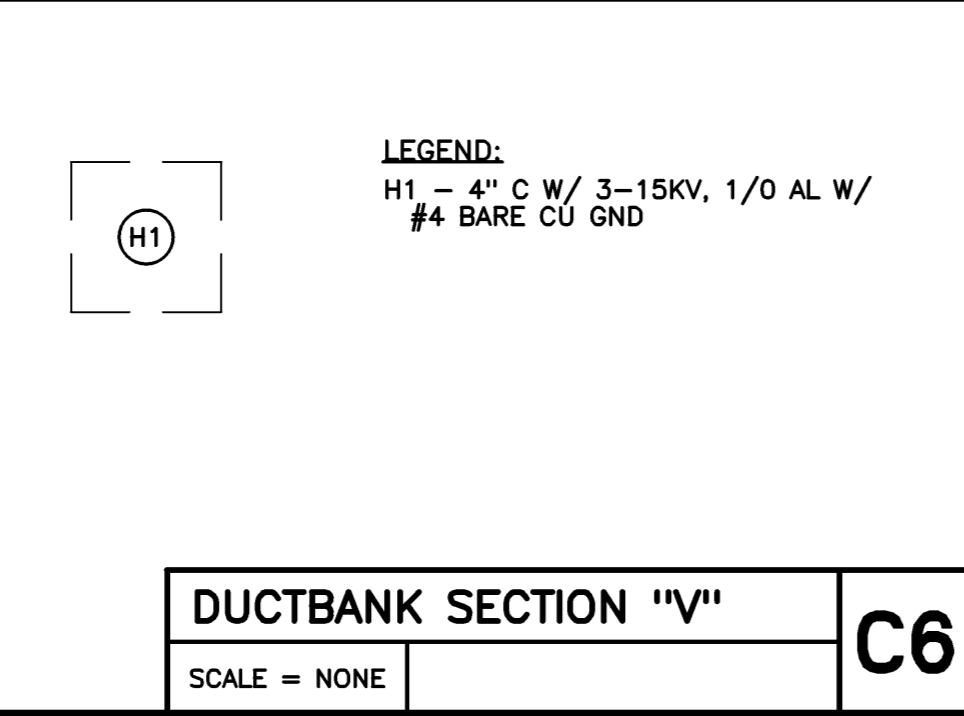 LEGEND:
H1 – 4" C W/ 3–15KV, 1/0 AL W/
#4 BARE CU GND
H1
DUCTBANK SECTION "V"
C6
SCALE = NONE